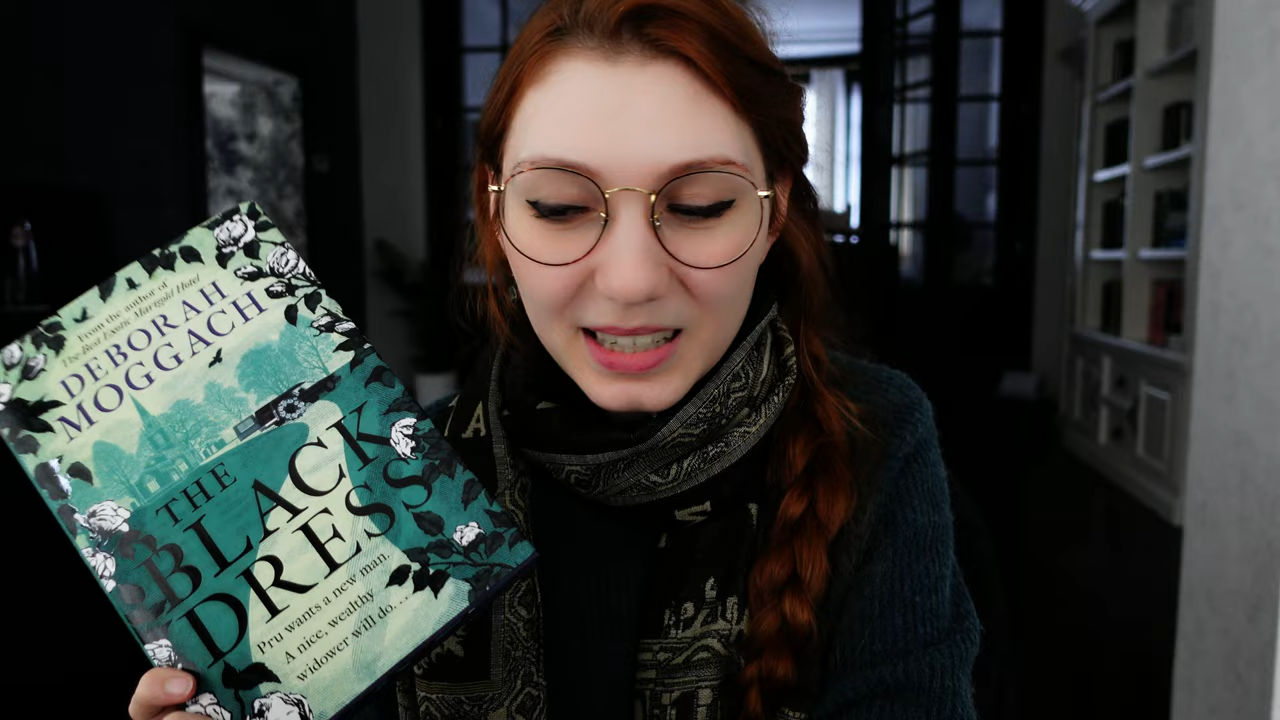 From the author of
The Best Exotic Marigold Hotel
DEBORAH
MOGGACH
THE
BLACK
DRESS
Pru wants a new man.
A nice, wealthy
widower will do. . .